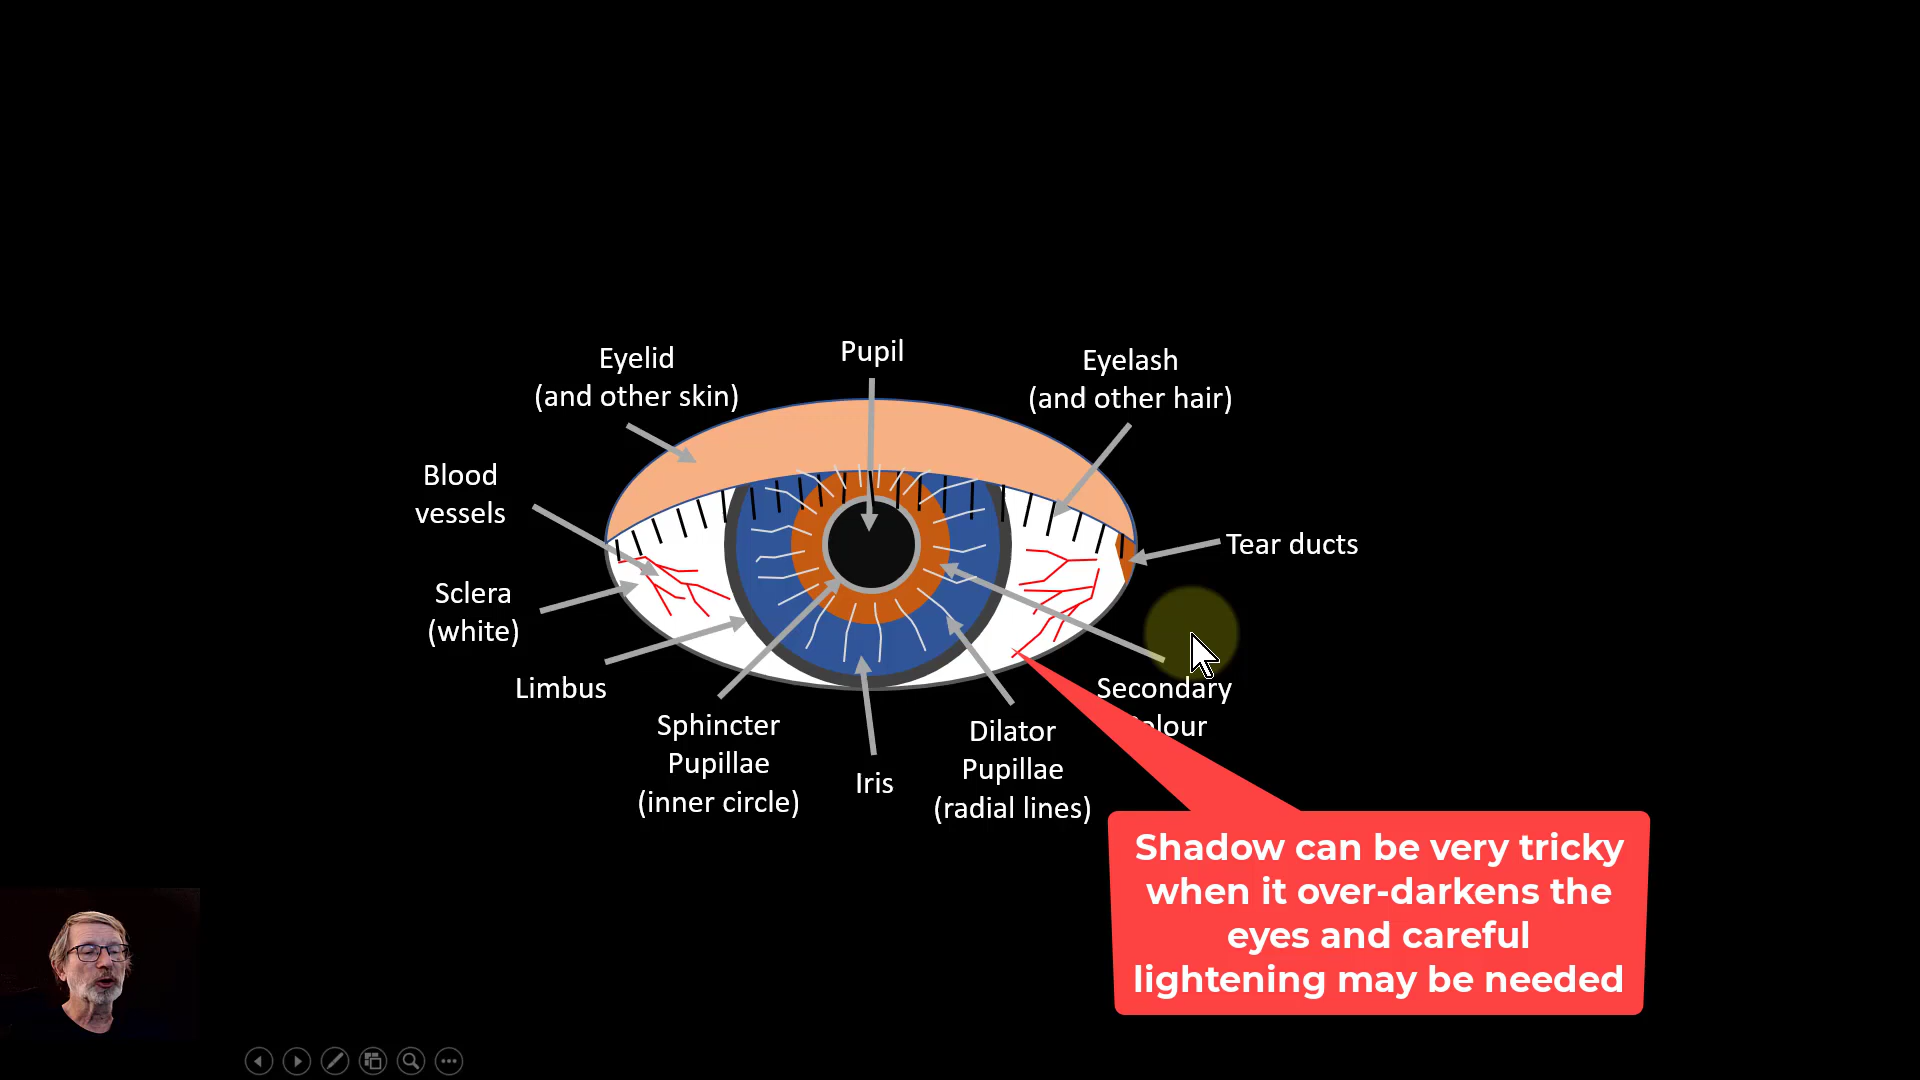 Pupil
Eyelid
(and other skin)
Eyelash
(and other hair)
Blood
vessels
Tear ducts
Sclera
(white)
Limbus
Secondary
Sphincter
Pupillae
(inner circle)
Iris
Dilator
Pupillae
(radial lines)
Shadow can be very tricky
when it over-darkens the
eyes and careful
lightening may be needed